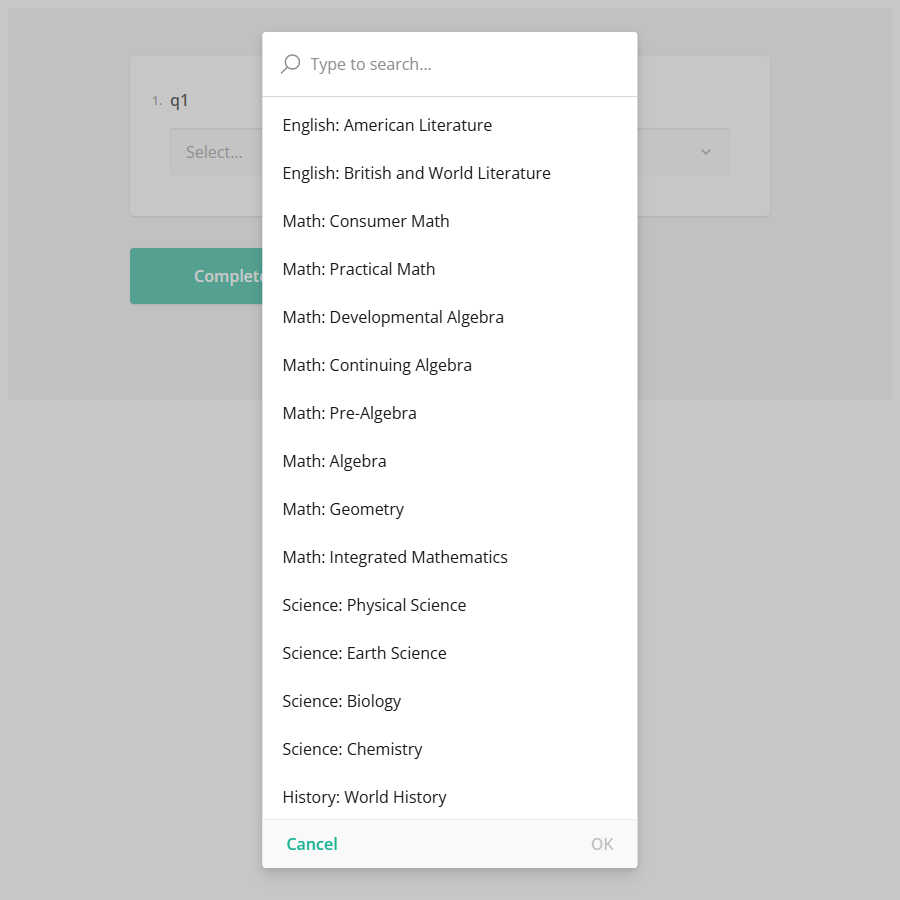 Type to search...
1. q1
Select...
English: American Literature
English: British and World Literature
Math: Consumer Math
Math: Practical Math
Complete
Math: Developmental Algebra
Math: Continuing Algebra
Math: Pre-Algebra
Math: Algebra
Math: Geometry
Math: Integrated Mathematics
Science: Physical Science
Science: Earth Science
Science: Biology
Science: Chemistry
History: World History
Cancel
OK